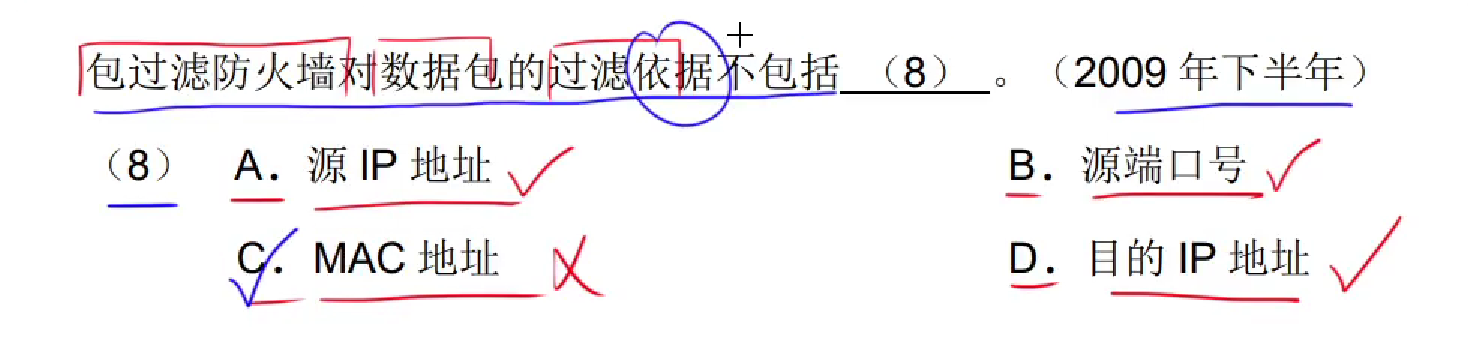 包过滤防火墙对数据包的过滤依据不包括 （8） 。（2009 年下半年）
（8） A．源 IP 地址 B．源端口号
C．MAC 地址 D．目的 IP 地址